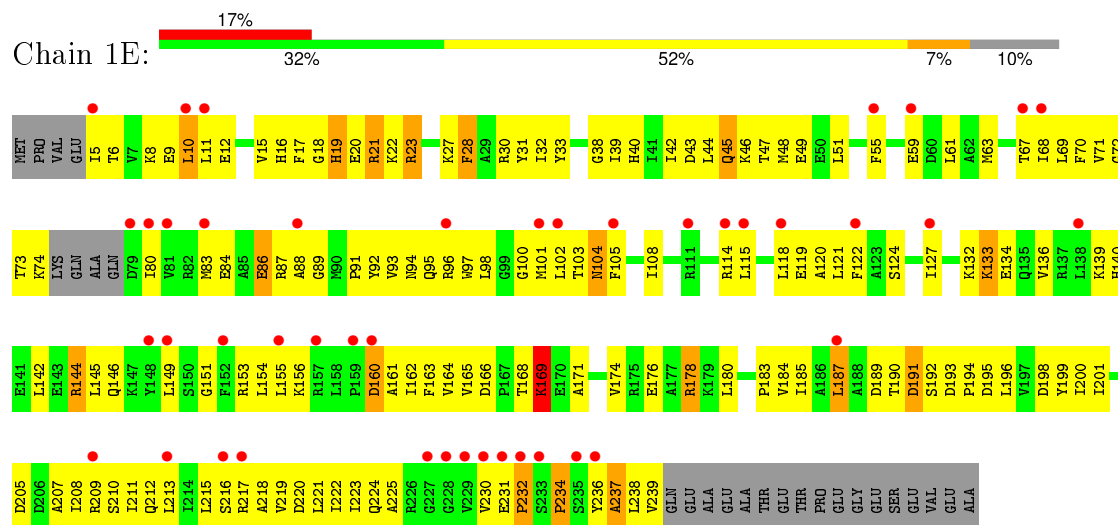 17%
Chain 1E:
32% 52% 7% 10%
MET PRO VAL GLU I5 T6 V7 K8 E9 L10 L11 E12 V15 H16 F17 G18 H19 E20 R21 K22 R23 K27 F28 A29 R30 Y31 I32 Y33 G38 I39 H40 I41 I42 D43 L44 Q45 K46 T47 M48 E49 E50 L51 F55 E59 D60 L61 A62 M63 T67 I68 L69 F70 V71 G72
T73 K74 LYS GLN ALA GLN D79 I80 V81 R82 M83 E84 A85 E86 R87 A88 G89 M90 P91 Y92 V93 N94 Q95 R96 W97 L98 G99 G100 M101 L102 T103 N104 F105 I108 R111 R114 L115 L118 E119 A120 L121 F122 A123 S124 I127 K132 K133 E134 Q135 V136 R137 L138 K139 H140
E141 L142 E143 R144 L145 Q146 K147 Y148 L149 S150 G151 F152 R153 L154 L155 K156 R157 L158 P159 D160 A161 I162 F163 V164 V165 D166 P167 T168 K169 E170 A171 V174 R175 E176 A177 R178 K179 L180 P183 V184 I185 A186 L187 A188 D189 T190 D191 S192 D193 P194 D195 L196 V197 D198 Y199 I200 I201
D205 D206 A207 I208 R209 S210 I211 Q212 L213 I214 L215 S216 R217 A218 V219 D220 L221 I222 I223 Q224 A225 R226 G227 G228 V229 V230 E231 P232 S233 P234 S235 Y236 A237 L238 V239 GLN GLU ALA GLU ALA THR GLU THR PRO GLU GLY GLU SER GLU VAL GLU ALA